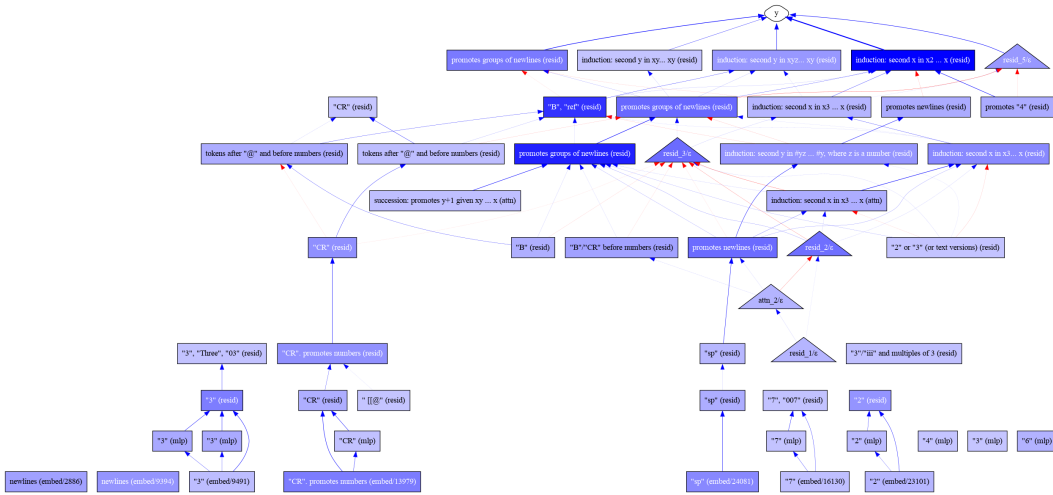 y
promotes groups of newlines (resid)
induction: second y in xy... xy (resid)
induction: second y in xyz... xy (resid)
induction: second x in x2 ... x (resid)
resid_5/ε
"CR" (resid)
"B", "ref" (resid)
promotes groups of newlines (resid)
induction: second x in x3 ... x (resid)
promotes newlines (resid)
promotes "4" (resid)
tokens after "@" and before numbers (resid)
tokens after "@" and before numbers (resid)
promotes groups of newlines (resid)
resid_3/ε
induction: second y in #yz ... #y, where z is a number (resid)
induction: second x in x3... x (resid)
succession: promotes y+1 given xy ... x (attn)
induction: second x in x3 ... x (attn)
"CR" (resid)
"B" (resid)
"B"/"CR" before numbers (resid)
promotes newlines (resid)
resid_2/ε
"2" or "3" (or text versions) (resid)
attn_2/ε
"3", "Three", "03" (resid)
"CR". promotes numbers (resid)
"sp" (resid)
resid_1/ε
"3"/"iii" and multiples of 3 (resid)
"3" (resid)
"CR" (resid)
" [[@" (resid)
"sp" (resid)
"7", "007" (resid)
"2" (resid)
"3" (mlp)
"3" (mlp)
"CR" (mlp)
"7" (mlp)
"2" (mlp)
"4" (mlp)
"3" (mlp)
"6" (mlp)
newlines (embed/2886)
newlines (embed/9394)
"3" (embed/9491)
"CR". promotes numbers (embed/13979)
"sp" (embed/24081)
"7" (embed/16130)
"2" (embed/23101)